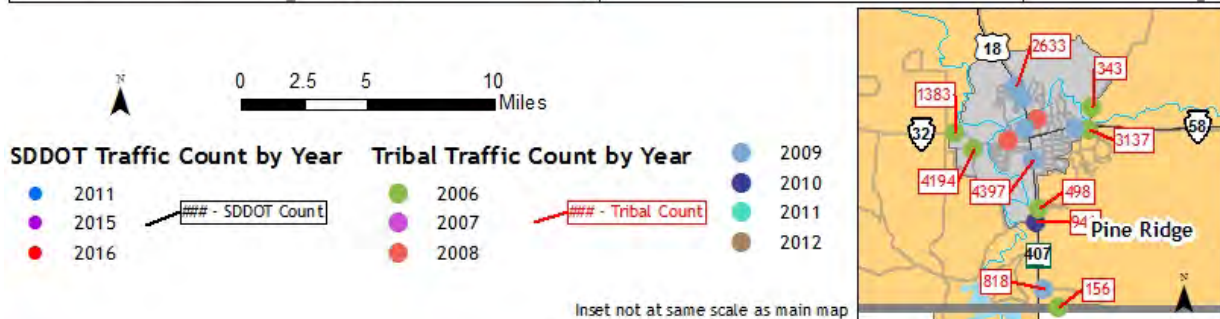 N
0 2.5 5 10
Miles
SDDOT Traffic Count by Year
2011
2015
2016
### - SDDOT Count
Tribal Traffic Count by Year
2006
2007
2008
### - Tribal Count
2009
2010
2011
2012
Inset not at same scale as main map
18
2633
343
1383
32
58
3137
4194
4397
498
Pine Ridge
407
818
156
N